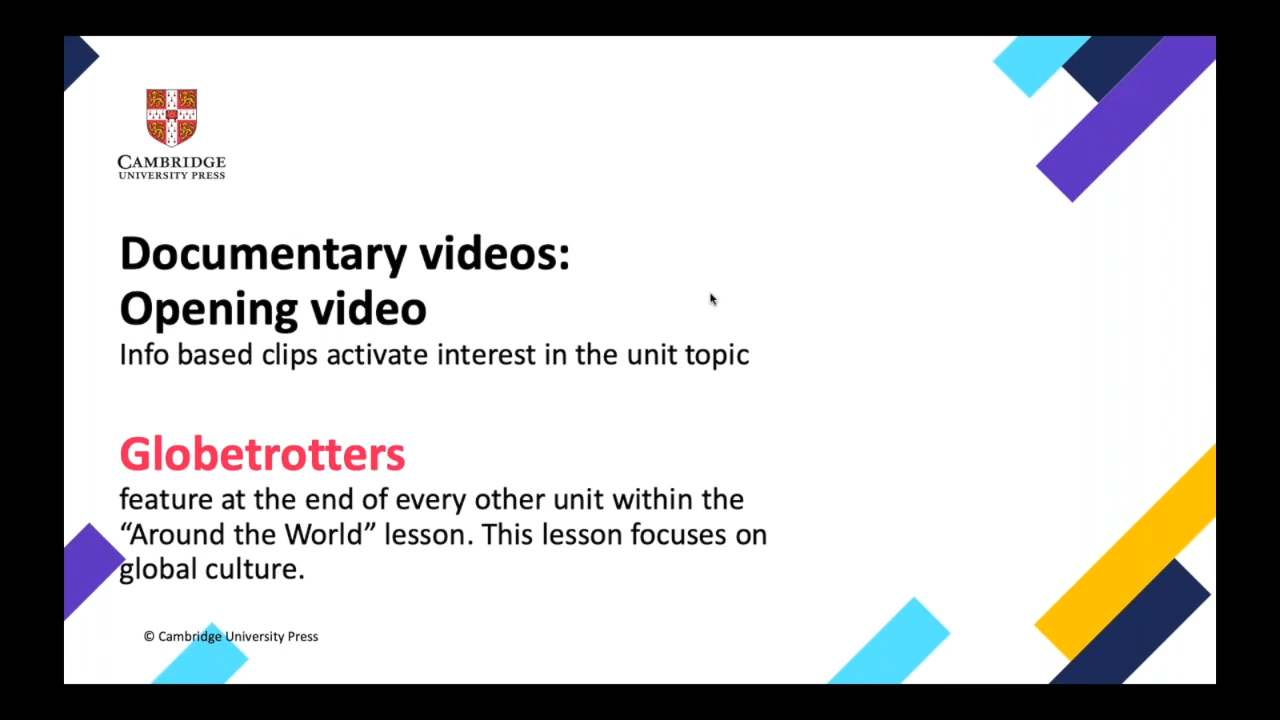 CAMBRIDGE
UNIVERSITY PRESS
Documentary videos:
Opening video
Info based clips activate interest in the unit topic
Globetrotters
feature at the end of every other unit within the
“Around the World” lesson. This lesson focuses on
global culture.
© Cambridge University Press